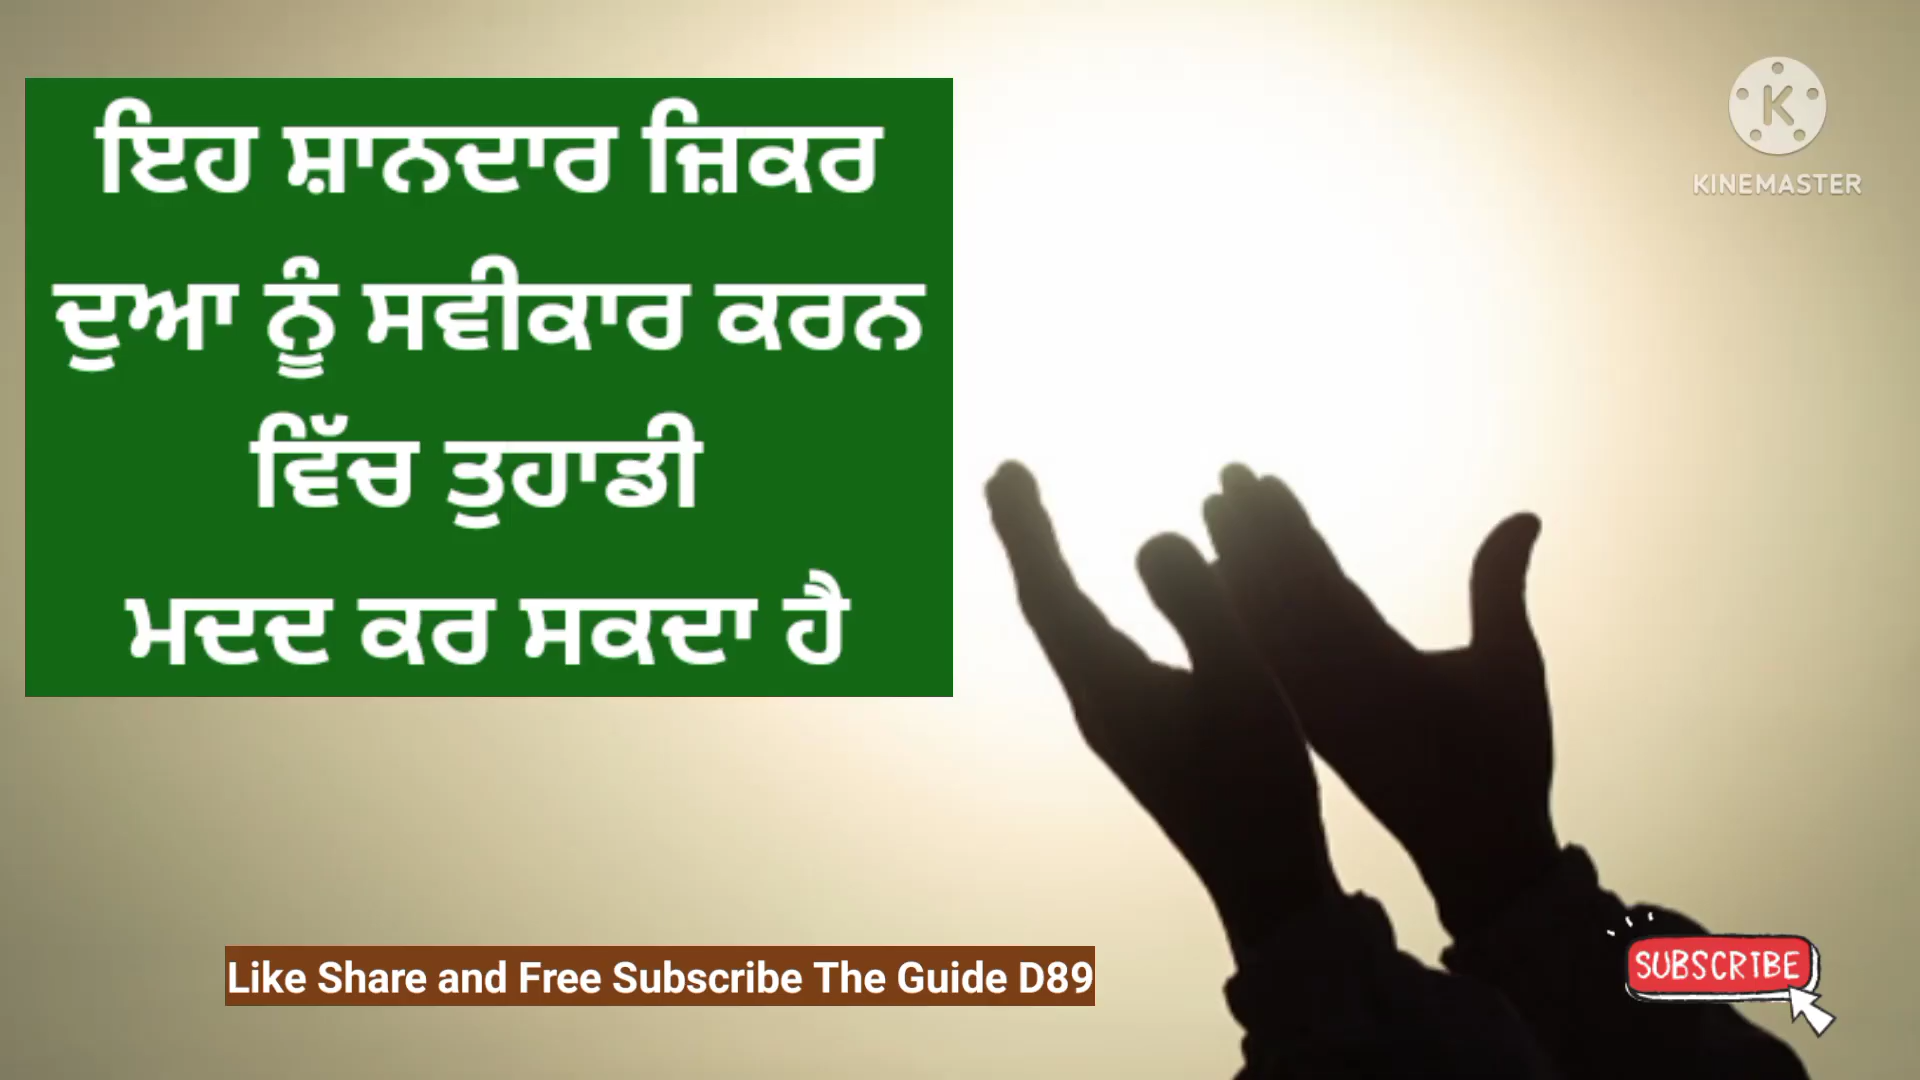 ਇਹ ਸ਼ਾਨਦਾਰ ਜ਼ਿਕਰ
ਦੁਆ ਨੂੰ ਸਵੀਕਾਰ ਕਰਨ
ਵਿੱਚ ਤੁਹਾਡੀ
ਮਦਦ ਕਰ ਸਕਦਾ ਹੈ
K
KINEMASTER
Like Share and Free Subscribe The Guide D89
SUBSCRIBE